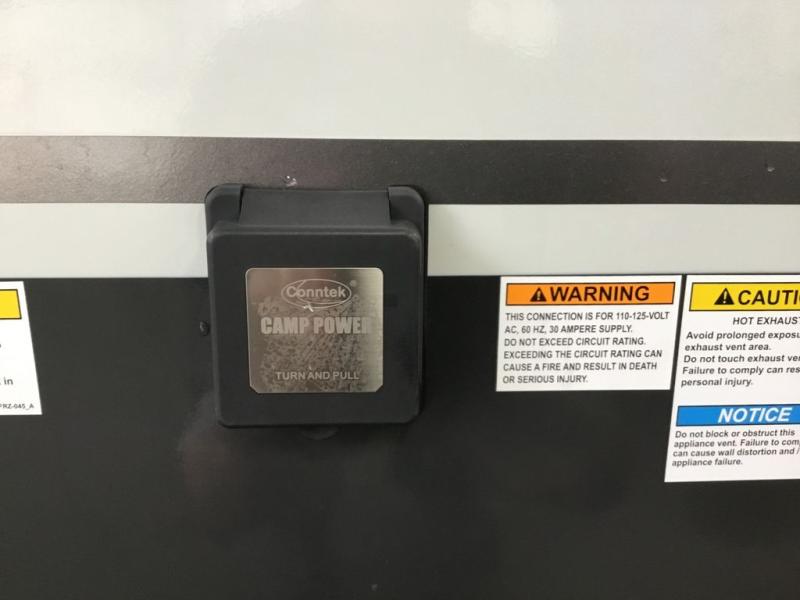 in
FRZ-045_A
Conntek®
CAMP POWER
TURN AND PULL
WARNING
THIS CONNECTION IS FOR 110-125-VOLT
AC, 60 HZ, 30 AMPERE SUPPLY.
DO NOT EXCEED CIRCUIT RATING.
EXCEEDING THE CIRCUIT RATING CAN
CAUSE A FIRE AND RESULT IN DEATH
OR SERIOUS INJURY.
CAUTI
HOT EXHAUST
Avoid prolonged exposu
exhaust vent area.
Do not touch exhaust ve
Failure to comply can res
personal injury.
NOTICE
Do not block or obstruct this
appliance vent. Failure to com
can cause wall distortion and /
appliance failure.